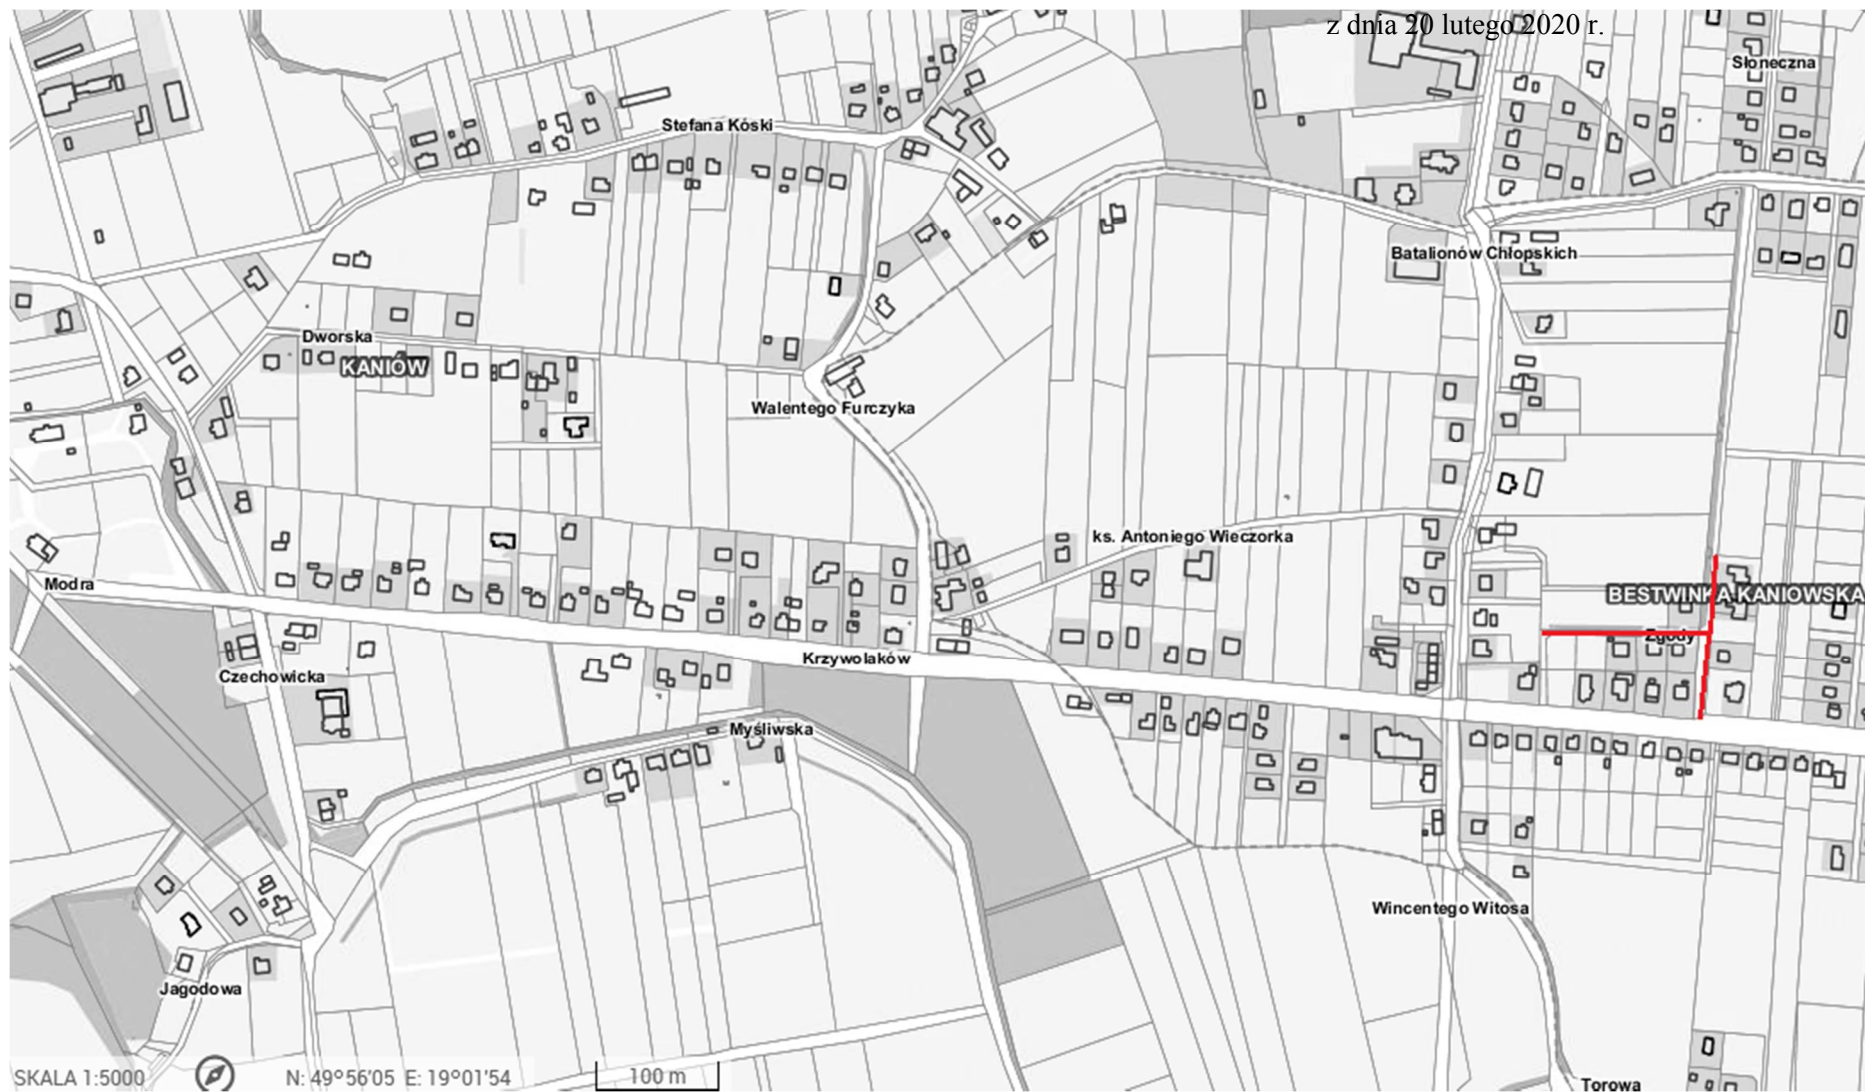 z dnia 20 lutego 2020 r.
Słoneczna
Stefana Kóski
Batalionów Chłopskich
Dworska
KANIÓW
Walentego Furczyka
ks. Antoniego Wieczorka
Modra
BESTWINKA KANIOWSKA
Zgody
Krzywolaków
Czechowicka
Myśliwska
Wincentego Witosa
Jagodowa
SKALA 1:5000
N: 49°56'05 E: 19°01'54
100 m
Torowa